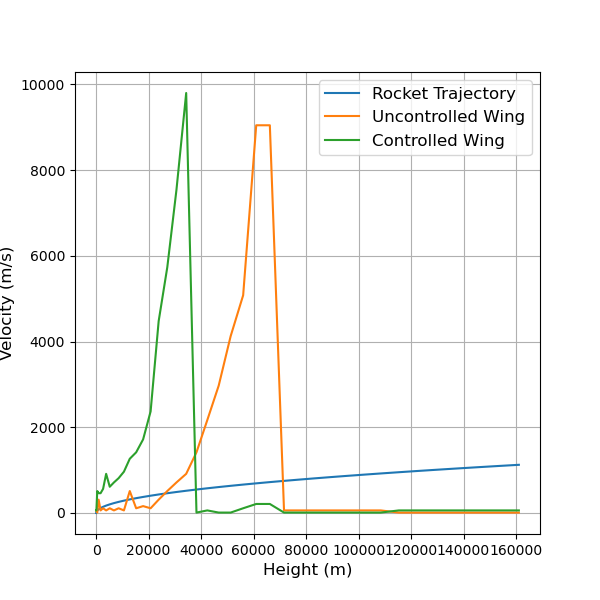 10000
8000
6000
4000
2000
0
Velocity (m/s)
Rocket Trajectory
Uncontrolled Wing
Controlled Wing
0 20000 40000 60000 80000 100000 120000 140000 160000
Height (m)